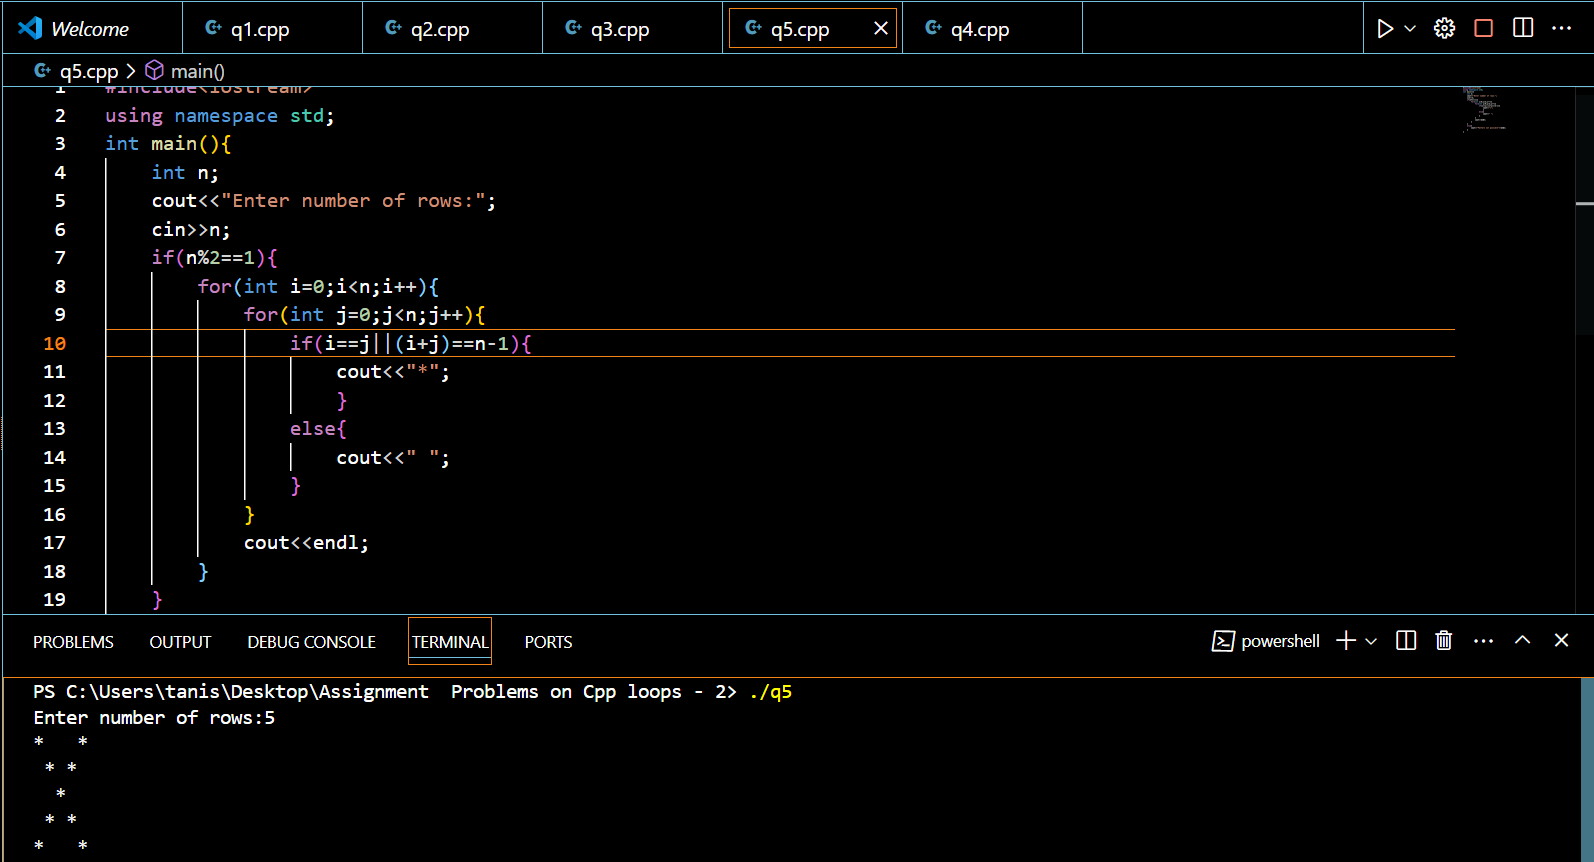 Welcome q1.cpp q2.cpp q3.cpp q5.cpp q4.cpp
q5.cpp > main()
1 #include<iostream>
2 using namespace std;
3 int main(){
4 int n;
5 cout<<"Enter number of rows:";
6 cin>>n;
7 if(n%2==1){
8 for(int i=0;i<n;i++){
9 for(int j=0;j<n;j++){
10 if(i==j||(i+j)==n-1){
11 cout<<"*";
12 }
13 else{
14 cout<<" ";
15 }
16 }
17 cout<<endl;
18 }
19 }
PROBLEMS OUTPUT DEBUG CONSOLE TERMINAL PORTS powershell
PS C:\Users\tanis\Desktop\Assignment  Problems on Cpp loops - 2> ./q5
Enter number of rows:5
*   *
 * *
  *
 * *
*   *